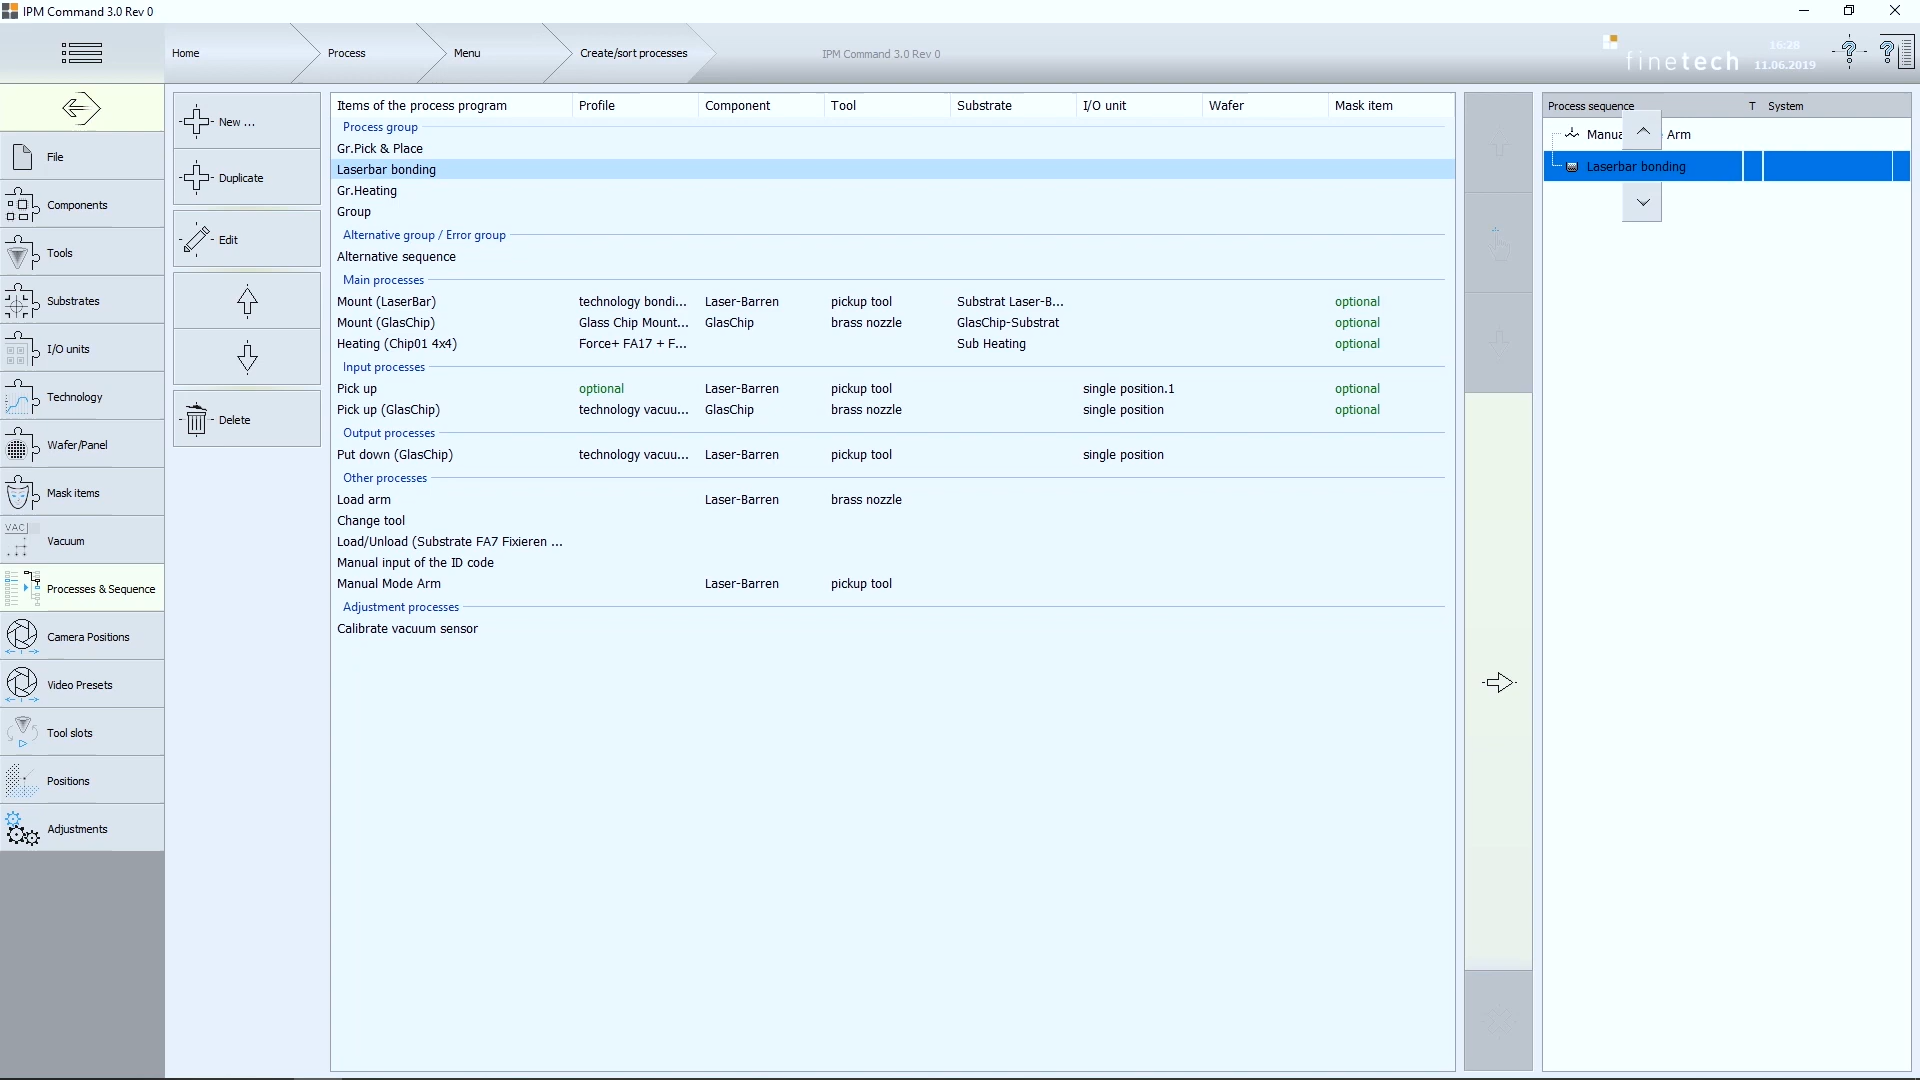 IPM Command 3.0 Rev 0
Home
Process
Menu
Create/sort processes
IPM Command 3.0 Rev 0
finetech
16:28
11.06.2019
File
Components
Tools
Substrates
I/O units
Technology
Wafer/Panel
Mask items
VAC
Vacuum
Processes & Sequence
Camera Positions
Video Presets
Tool slots
Positions
Adjustments
New ...
Duplicate
Edit
Delete
Items of the process program Profile Component Tool Substrate I/O unit Wafer Mask item
Process group
Gr.Pick & Place
Laserbar bonding
Gr.Heating
Group
Alternative group / Error group
Alternative sequence
Main processes
Mount (LaserBar) technology bondi... Laser-Barren pickup tool Substrat Laser-B... optional
Mount (GlasChip) Glass Chip Mount... GlasChip brass nozzle GlasChip-Substrat optional
Heating (Chip01 4x4) Force+ FA17 + F... Sub Heating optional
Input processes
Pick up optional Laser-Barren pickup tool single position.1 optional
Pick up (GlasChip) technology vacuu... GlasChip brass nozzle single position optional
Output processes
Put down (GlasChip) technology vacuu... Laser-Barren pickup tool single position
Other processes
Load arm Laser-Barren brass nozzle
Change tool
Load/Unload (Substrate FA7 Fixieren ...
Manual input of the ID code
Manual Mode Arm Laser-Barren pickup tool
Adjustment processes
Calibrate vacuum sensor
Process sequence T System
Manua Arm
Laserbar bonding